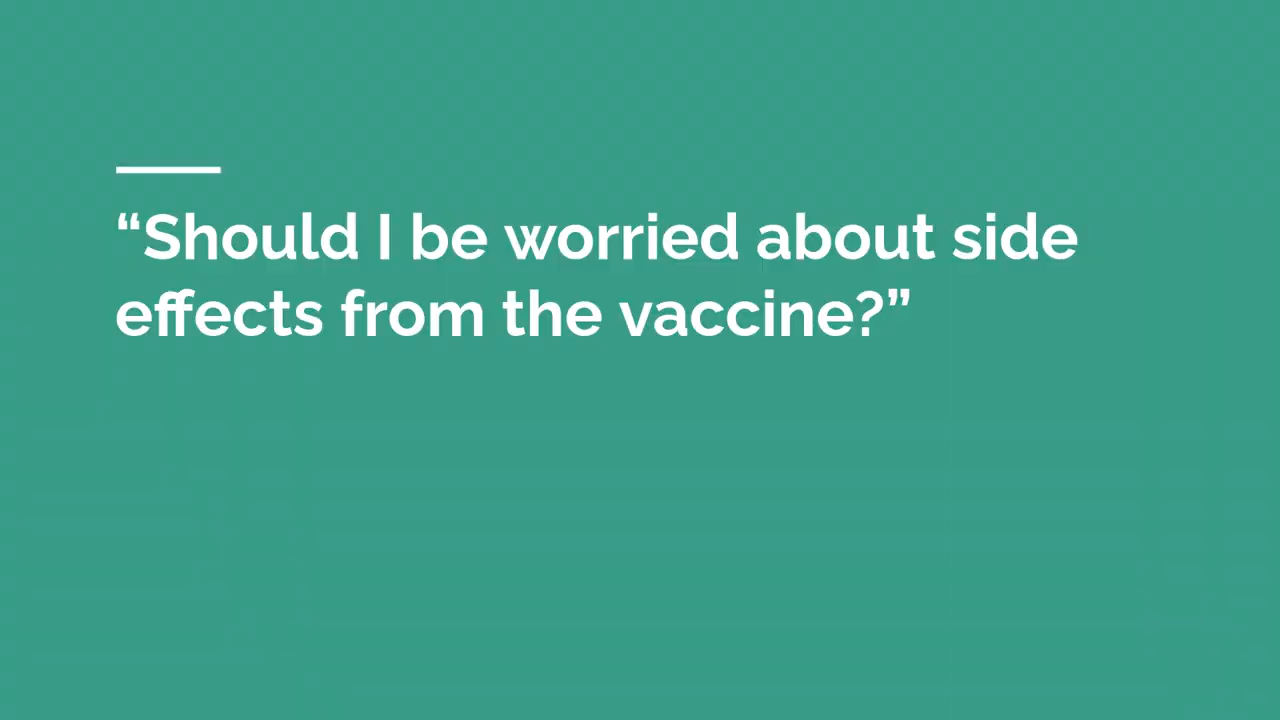 “Should I be worried about side
effects from the vaccine?”